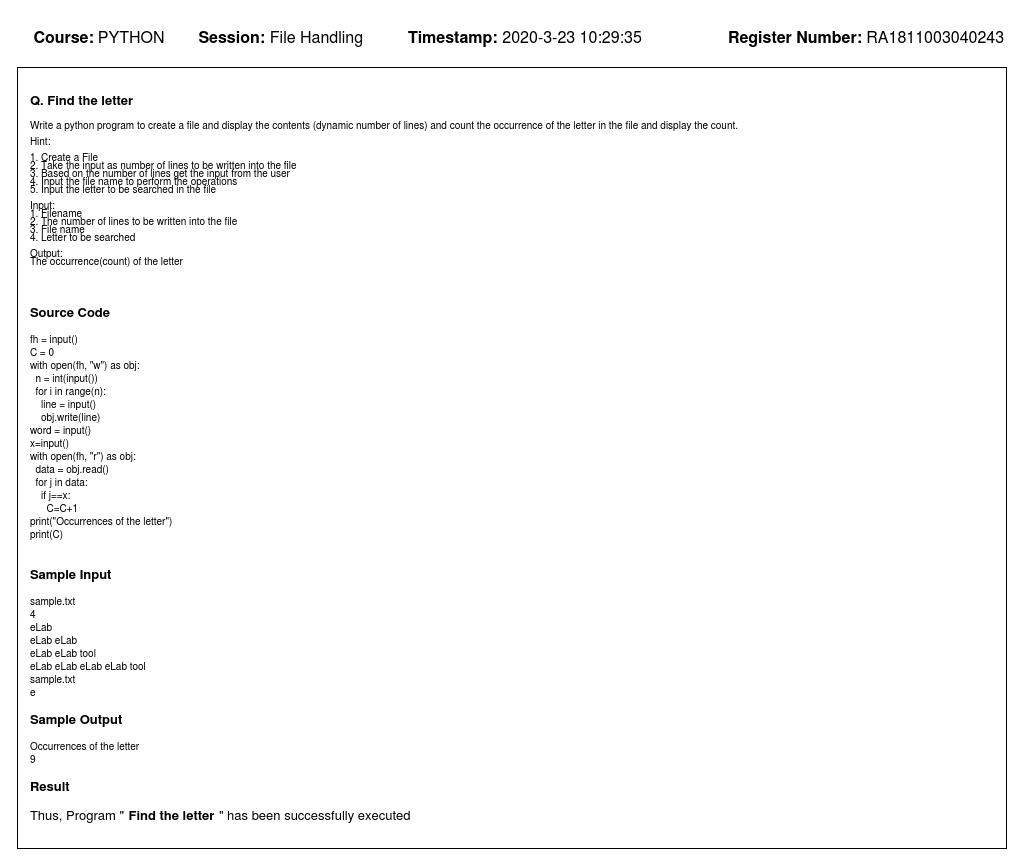 Course: PYTHON Session: File Handling Timestamp: 2020-3-23 10:29:35 Register Number: RA1811003040243
Q. Find the letter
Write a python program to create a file and display the contents (dynamic number of lines) and count the occurrence of the letter in the file and display the count.
Hint:
1. Create a File
2. Take the input as number of lines to be written into the file
3. Based on the number of lines get the input from the user
4. Input the file name to perform the operations
5. Input the letter to be searched in the file
Input:
1. Filename
2. The number of lines to be written into the file
3. File name
4. Letter to be searched
Output:
The occurrence(count) of the letter
Source Code
fh = input()
C = 0
with open(fh, "w") as obj:
  n = int(input())
  for i in range(n):
    line = input()
    obj.write(line)
word = input()
x=input()
with open(fh, "r") as obj:
  data = obj.read()
  for j in data:
    if j==x:
      C=C+1
print("Occurrences of the letter")
print(C)
Sample Input
sample.txt
4
eLab
eLab eLab
eLab eLab tool
eLab eLab eLab eLab tool
sample.txt
e
Sample Output
Occurrences of the letter
9
Result
Thus, Program " Find the letter " has been successfully executed